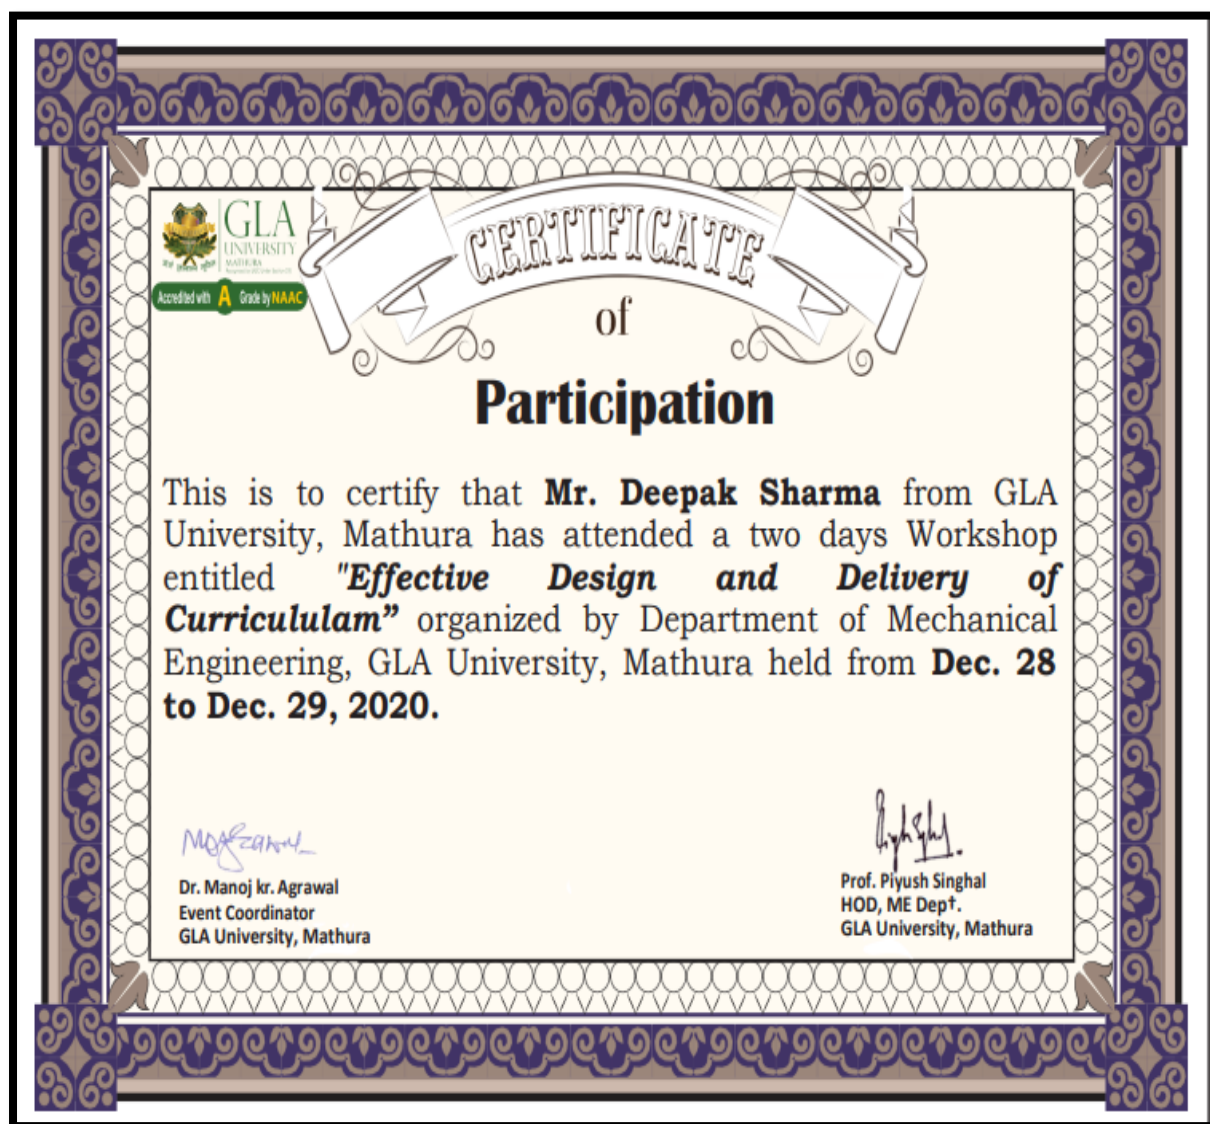 GLA
UNIVERSITY
MATHURA
Accredited with A Grade by NAAC
CERTIFICATE
of
Participation
This is to certify that Mr. Deepak Sharma from GLA
University, Mathura has attended a two days Workshop
entitled "Effective Design and Delivery of
Curricululam” organized by Department of Mechanical
Engineering, GLA University, Mathura held from Dec. 28
to Dec. 29, 2020.
Dr. Manoj kr. Agrawal
Event Coordinator
GLA University, Mathura
Prof. Piyush Singhal
HOD, ME Dept.
GLA University, Mathura